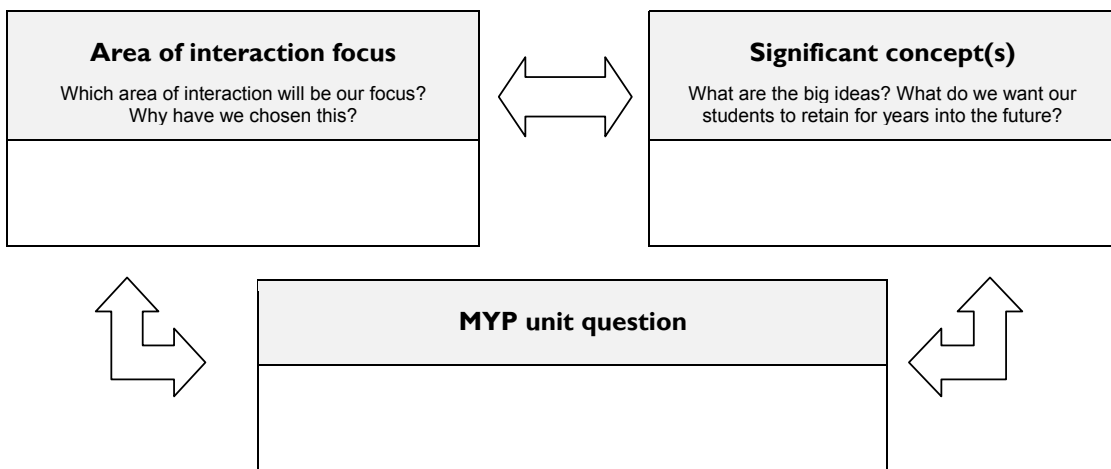 Area of interaction focus
Which area of interaction will be our focus?
Why have we chosen this?
Significant concept(s)
What are the big ideas? What do we want our
students to retain for years into the future?
MYP unit question